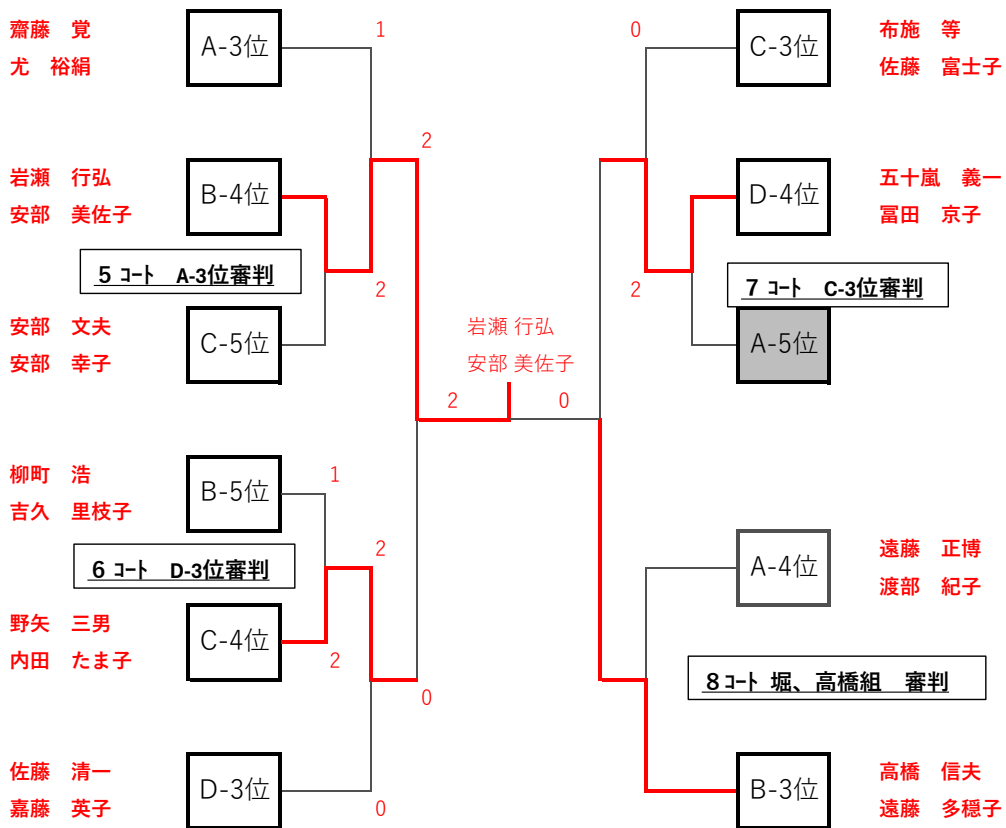 齋藤　覚
尤　裕絹
A-3位
1
岩瀬　行弘
安部　美佐子
B-4位
2
5 ｺｰﾄ　A-3位審判
2
安部　文夫
安部　幸子
C-5位
柳町　浩
吉久　里枝子
B-5位
1
6 ｺｰﾄ　D-3位審判
2
野矢　三男
内田　たま子
C-4位
2
0
佐藤　清一
嘉藤　英子
D-3位
0
岩瀬 行弘
安部 美佐子
2
0
0
C-3位
布施　等
佐藤　富士子
D-4位
五十嵐　義一
冨田　京子
2
7 ｺｰﾄ　C-3位審判
A-5位
A-4位
遠藤　正博
渡部　紀子
8ｺｰﾄ 堀、高橋組　審判
B-3位
高橋　信夫
遠藤　多穏子